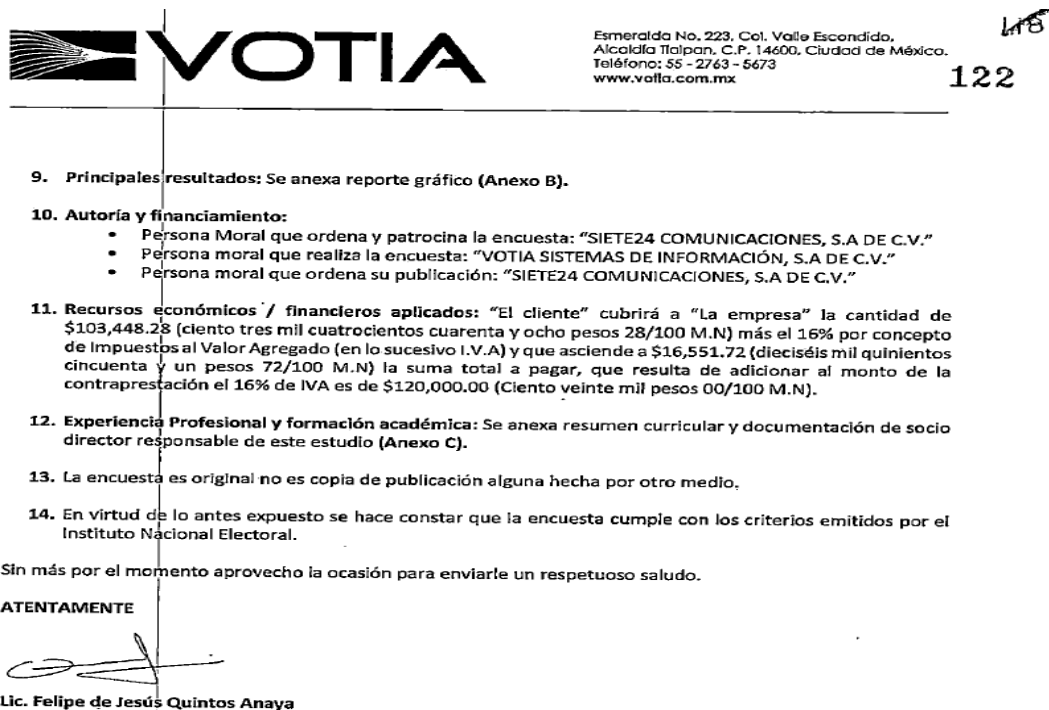 VOTIA
Esmeralda No. 223, Col. Valle Escondido,
Alcaldía Tlalpan, C.P. 14600, Ciudad de México.
Teléfono: 55 - 2763 - 5673
www.votia.com.mx
118
122
9. Principales resultados: Se anexa reporte gráfico (Anexo B).
10. Autoría y financiamiento:
• Persona Moral que ordena y patrocina la encuesta: “SIETE24 COMUNICACIONES, S.A DE C.V.”
• Persona moral que realiza la encuesta: “VOTIA SISTEMAS DE INFORMACIÓN, S.A DE C.V.”
• Persona moral que ordena su publicación: “SIETE24 COMUNICACIONES, S.A DE C.V.”
11. Recursos económicos / financieros aplicados: “El cliente” cubrirá a “La empresa” la cantidad de
$103,448.28 (ciento tres mil cuatrocientos cuarenta y ocho pesos 28/100 M.N) más el 16% por concepto
de Impuestos al Valor Agregado (en lo sucesivo I.V.A) y que asciende a $16,551.72 (dieciséis mil quinientos
cincuenta y un pesos 72/100 M.N) la suma total a pagar, que resulta de adicionar al monto de la
contraprestación el 16% de IVA es de $120,000.00 (Ciento veinte mil pesos 00/100 M.N).
12. Experiencia Profesional y formación académica: Se anexa resumen curricular y documentación de socio
director responsable de este estudio (Anexo C).
13. La encuesta es original no es copia de publicación alguna hecha por otro medio.
14. En virtud de lo antes expuesto se hace constar que la encuesta cumple con los criterios emitidos por el
Instituto Nacional Electoral.
Sin más por el momento aprovecho la ocasión para enviarle un respetuoso saludo.
ATENTAMENTE
Lic. Felipe de Jesús Quintos Anaya